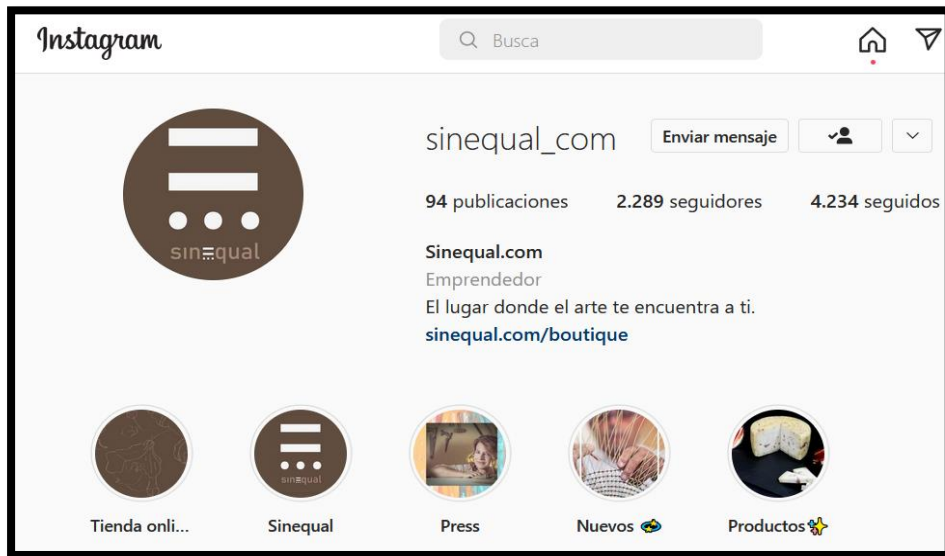 Instagram
Busca
sinequal_com Enviar mensaje
94 publicaciones 2.289 seguidores 4.234 seguidos
sinequal
Sinequal.com
Emprendedor
El lugar donde el arte te encuentra a ti.
sinequal.com/boutique
sinequal
Tienda onli... Sinequal Press Nuevos Productos